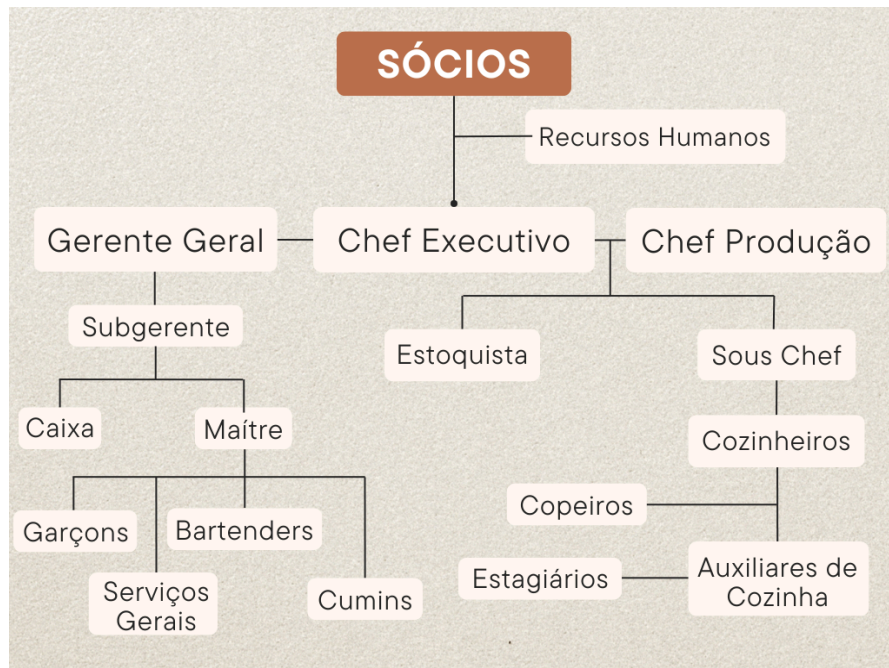 SÓCIOS
Recursos Humanos
Gerente Geral
Chef Executivo
Chef Produção
Subgerente
Estoquista
Sous Chef
Caixa
Maître
Cozinheiros
Garçons
Bartenders
Copeiros
Serviços
Gerais
Cumins
Estagiários
Auxiliares de
Cozinha